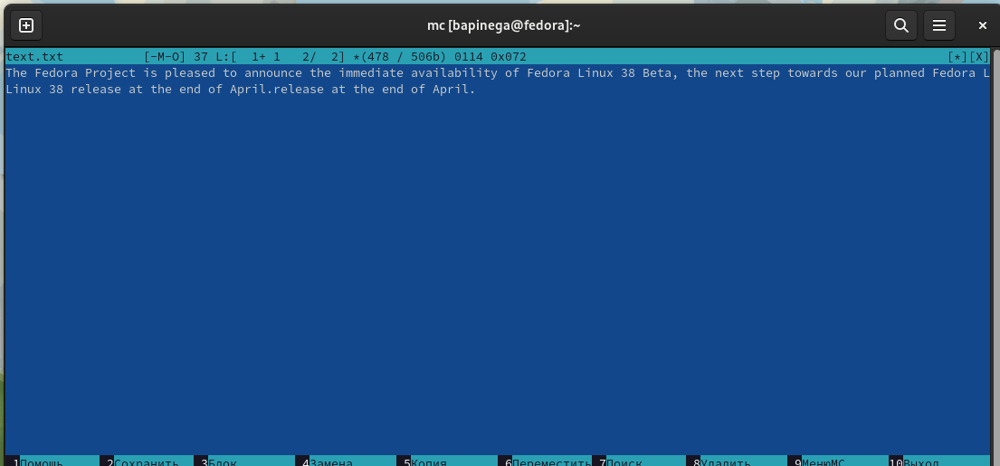 mc [bapinega@fedora]:~
text.txt [-M-O] 37 L:[ 1+ 1 2/ 2] *(478 / 506b) 0114 0x072 [*][X]
The Fedora Project is pleased to announce the immediate availability of Fedora Linux 38 Beta, the next step towards our planned Fedora L
Linux 38 release at the end of April.release at the end of April.
1Помощь 2Сохранить 3Блок 4Замена 5Копия 6Переместить 7Поиск 8Удалить 9МенюMC 10Выход